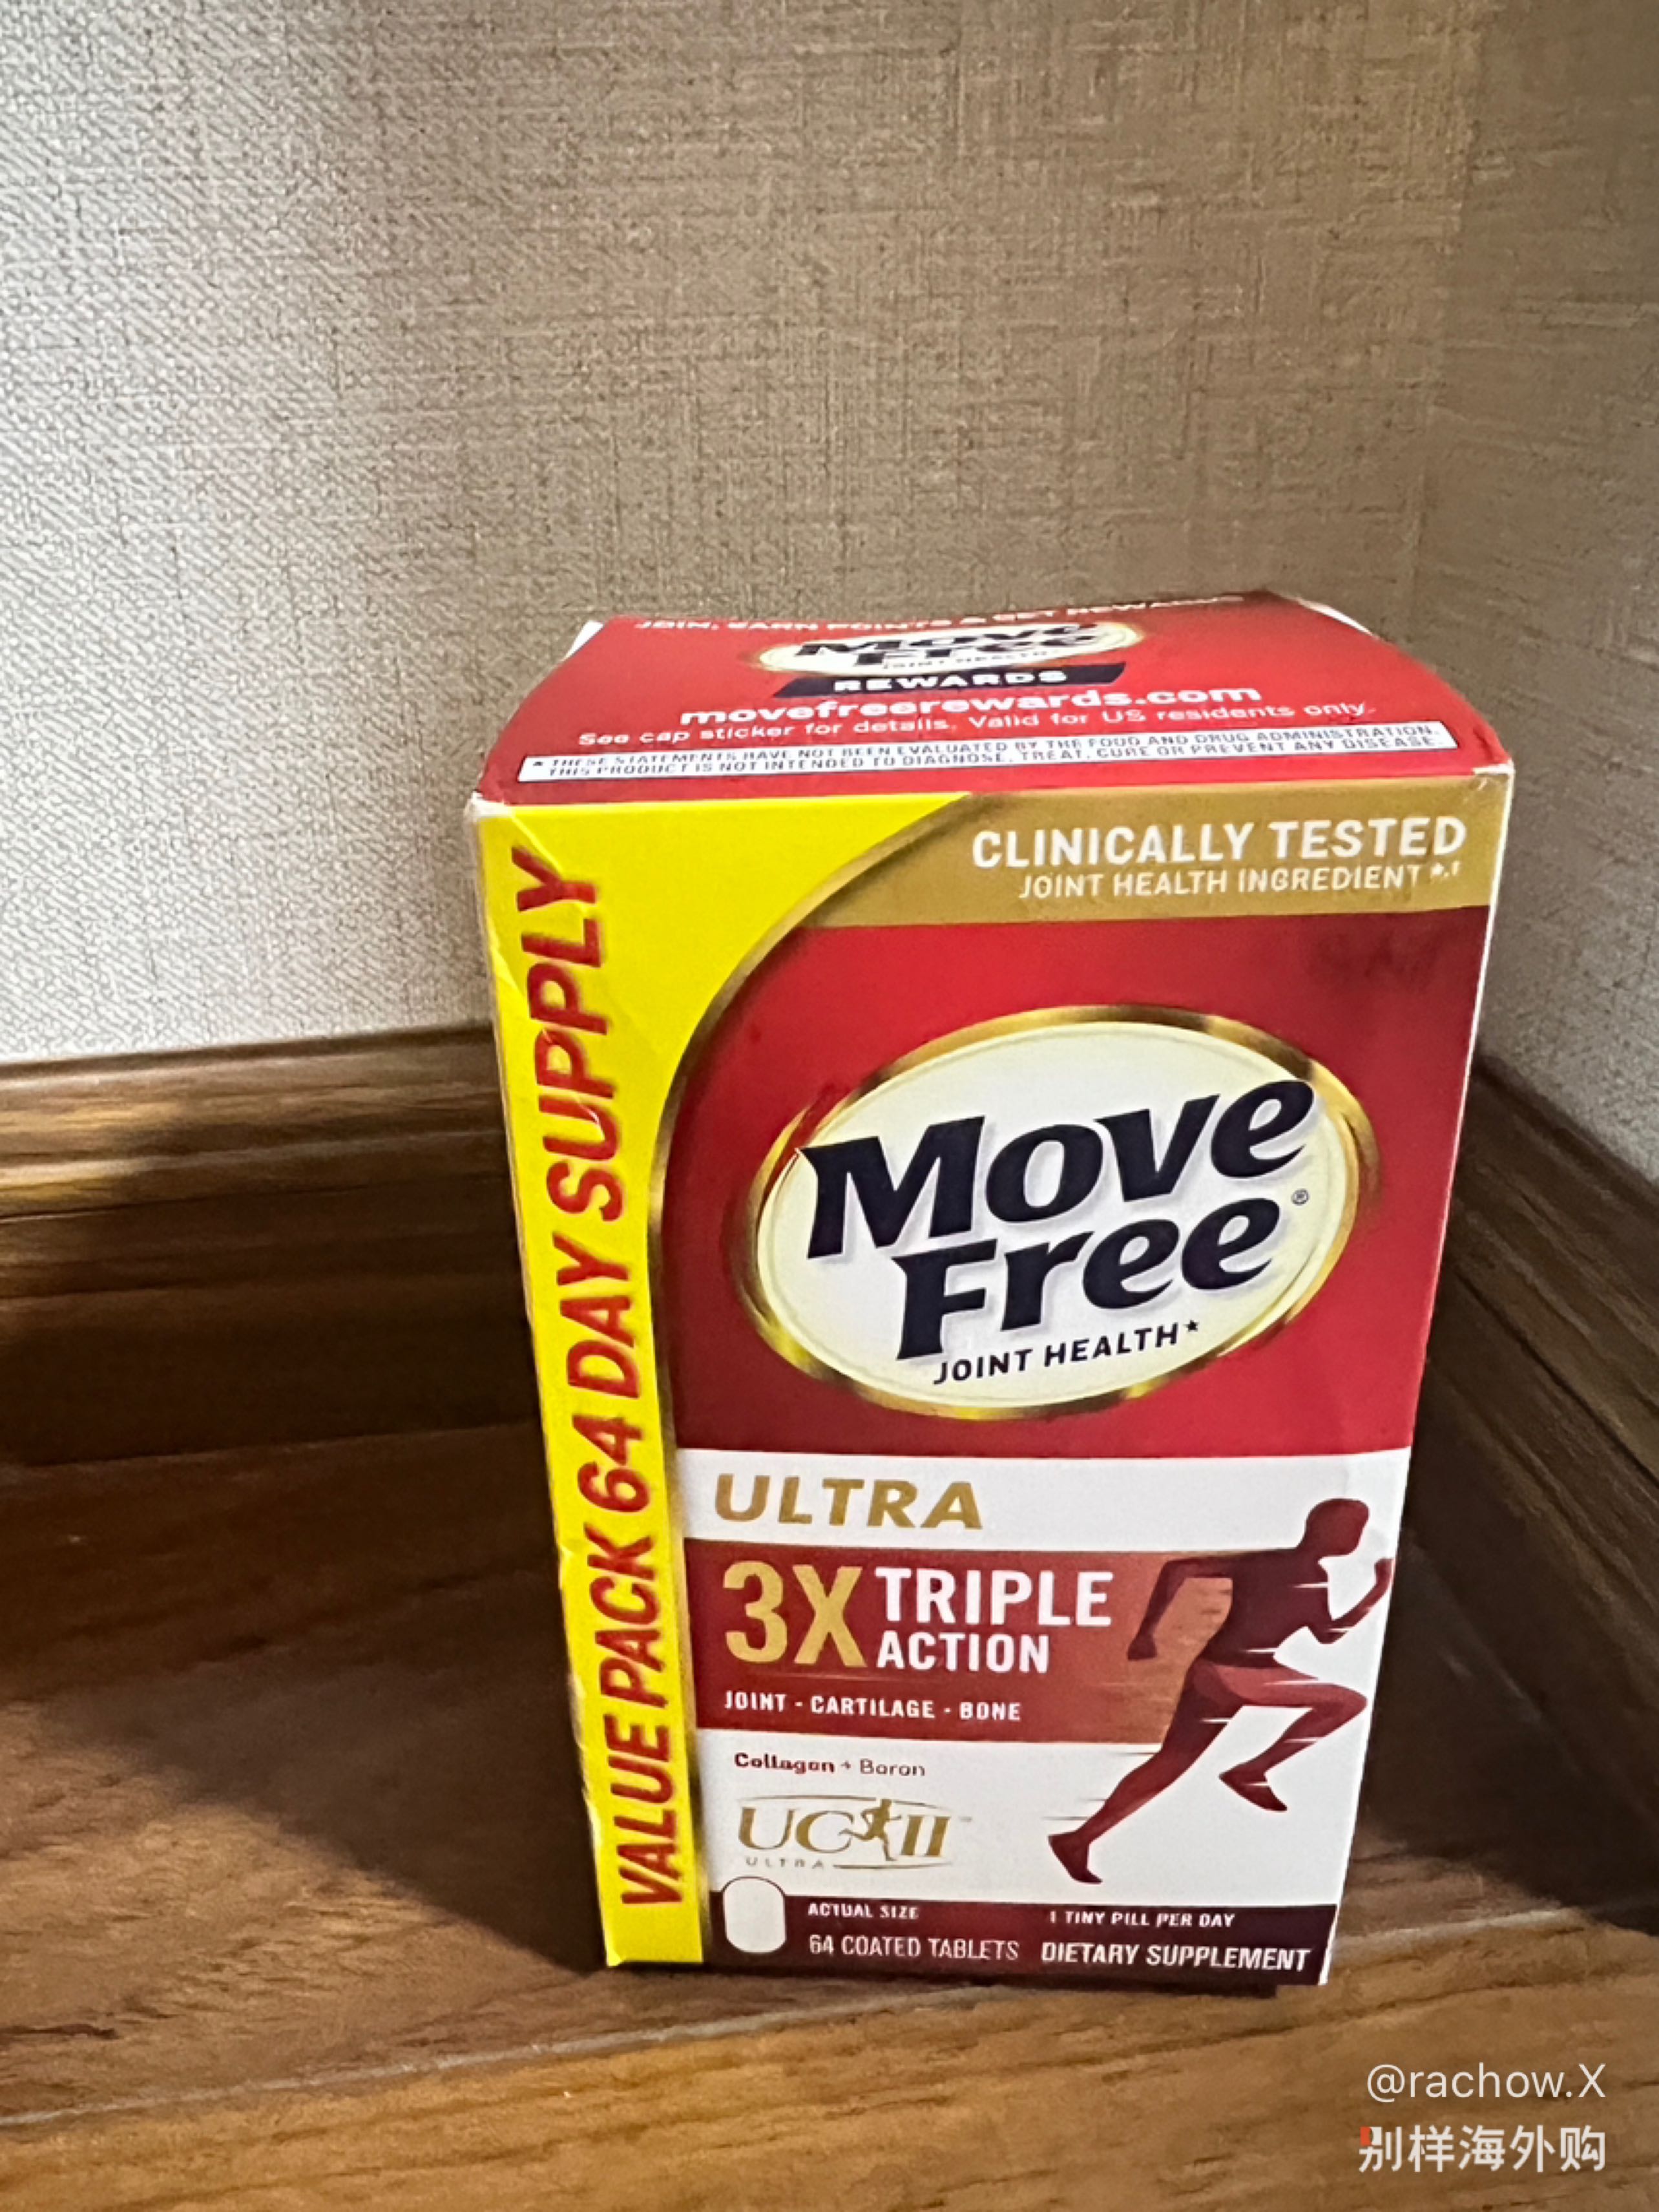 JOIN, EARN POINTS & GET REWARDS
Move
Free
JOINT HEALTH
REWARDS
movefreerewards.com
See cap sticker for details. Valid for US residents only.
* THESE STATEMENTS HAVE NOT BEEN EVALUATED BY THE FOOD AND DRUG ADMINISTRATION.
THIS PRODUCT IS NOT INTENDED TO DIAGNOSE, TREAT, CURE OR PREVENT ANY DISEASE.
VALUE PACK 64 DAY SUPPLY
CLINICALLY TESTED
JOINT HEALTH INGREDIENT*,†
Move
Free®
JOINT HEALTH*
ULTRA
3X TRIPLE
ACTION
JOINT - CARTILAGE - BONE
Collagen + Boron
UC II
ULTRA
ACTUAL SIZE
1 TINY PILL PER DAY
64 COATED TABLETS
DIETARY SUPPLEMENT
@rachow.X
别样海外购